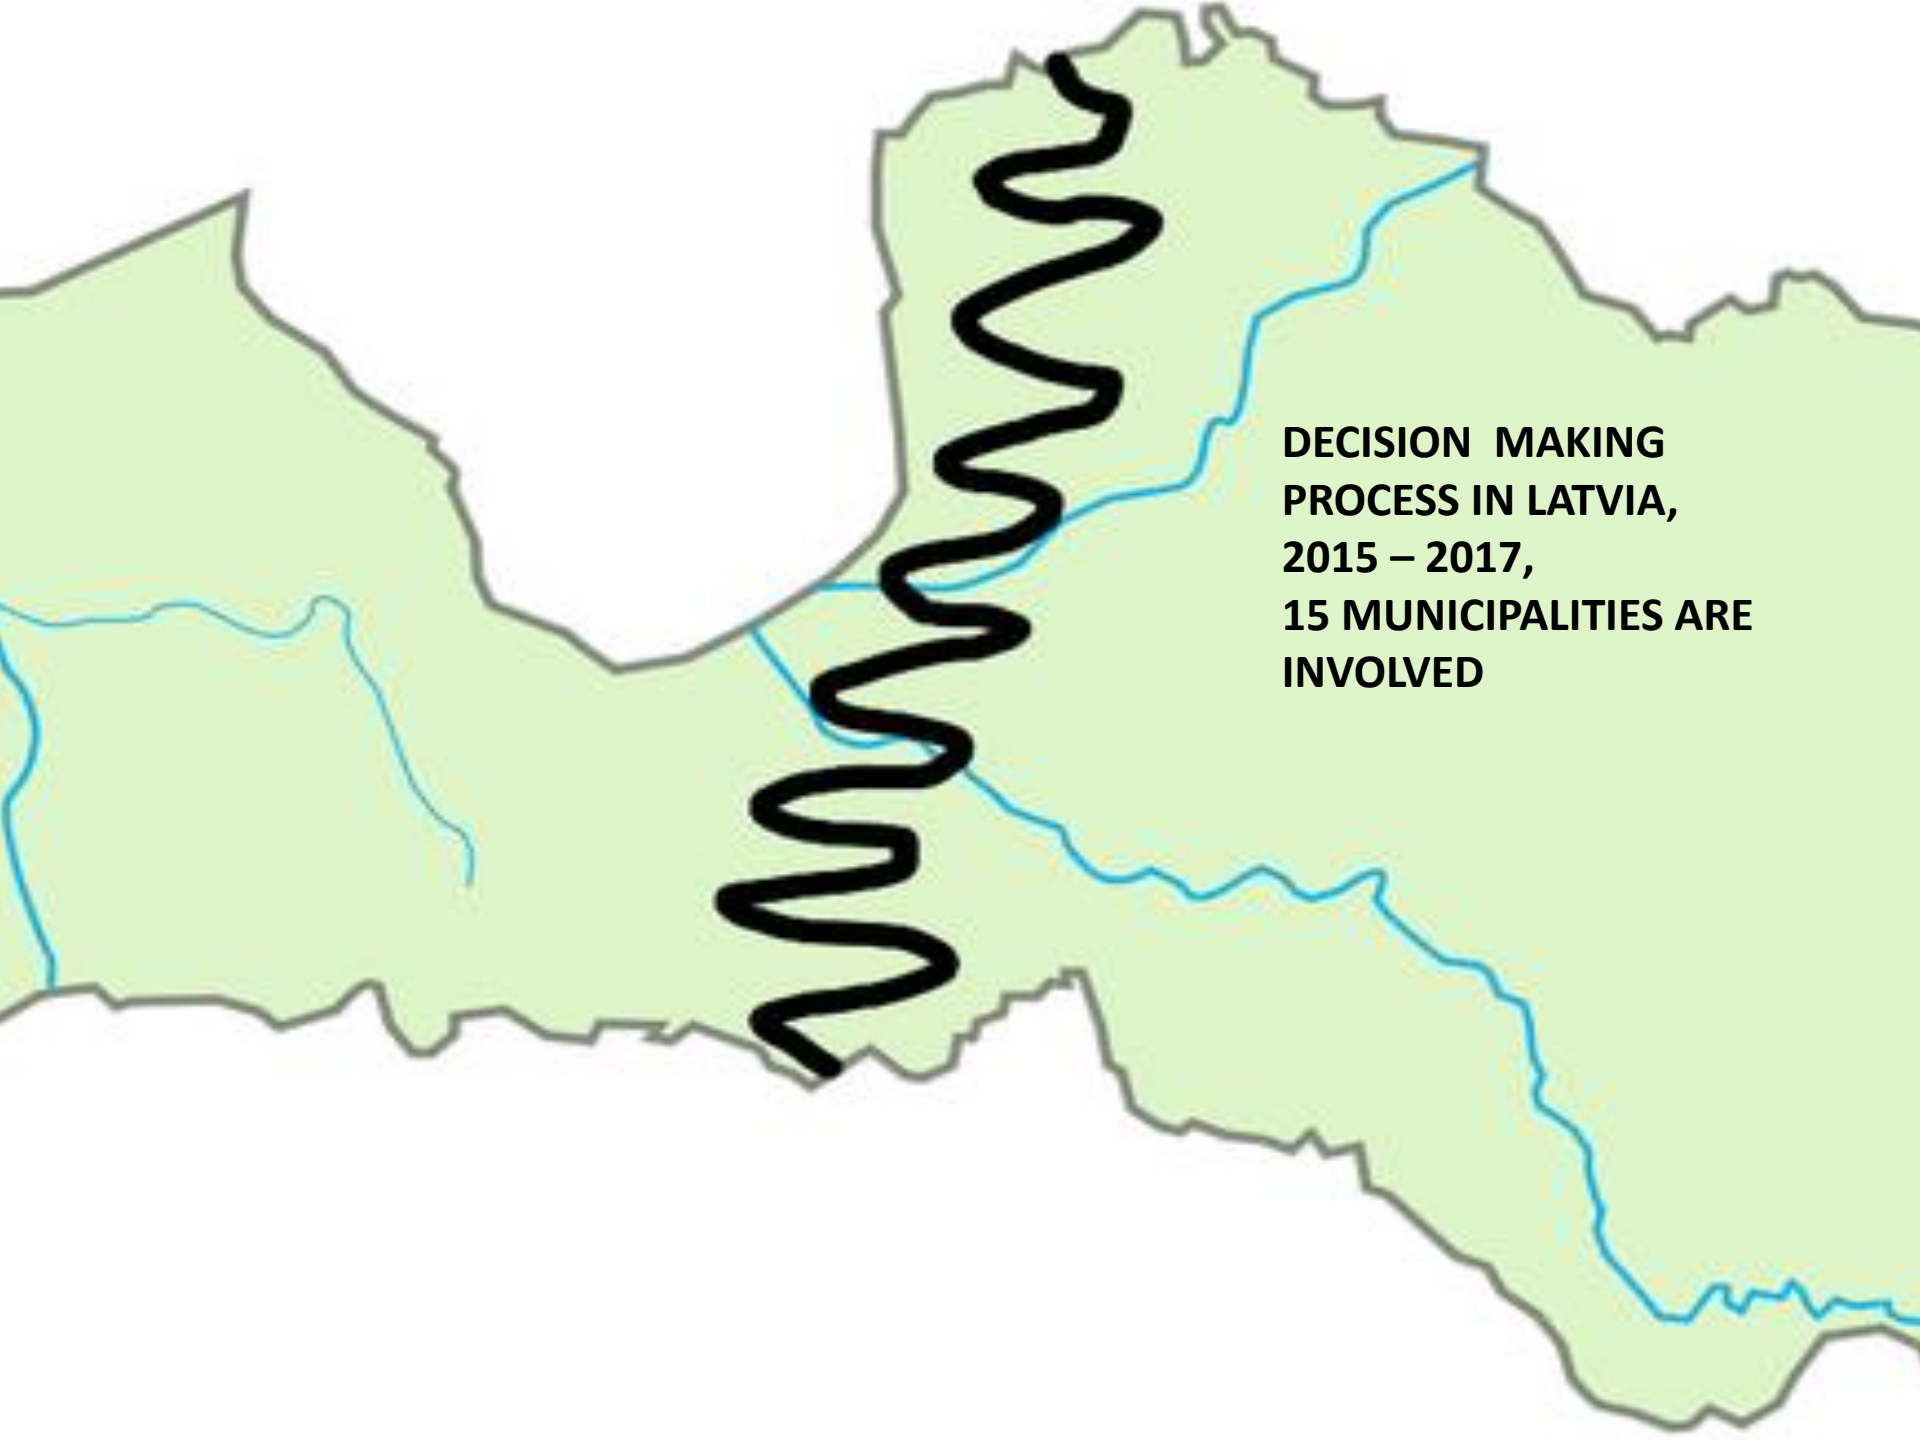 DECISION  MAKING
PROCESS IN LATVIA,
2015 – 2017,
15 MUNICIPALITIES ARE
INVOLVED